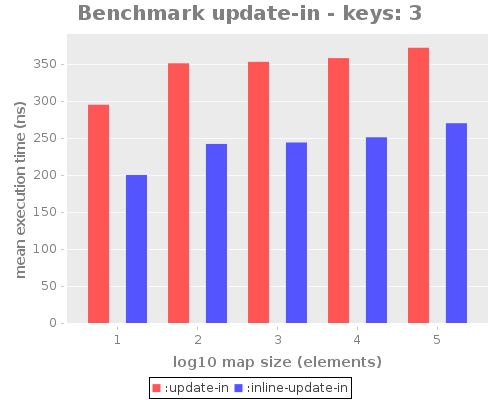 Benchmark update-in - keys: 3
mean execution time (ns)
350
300
250
200
150
100
50
0
1 2 3 4 5
log10 map size (elements)
:update-in :inline-update-in